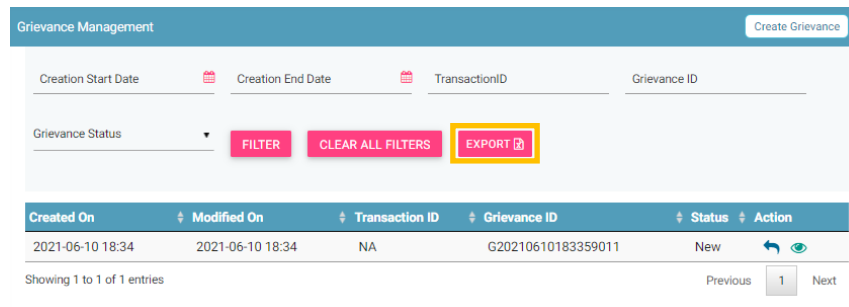 Grievance Management Create Grievance
Creation Start Date Creation End Date TransactionID Grievance ID
Grievance Status FILTER CLEAR ALL FILTERS EXPORT
Created On Modified On Transaction ID Grievance ID Status Action
2021-06-10 18:34 2021-06-10 18:34 NA G20210610183359011 New
Showing 1 to 1 of 1 entries Previous 1 Next